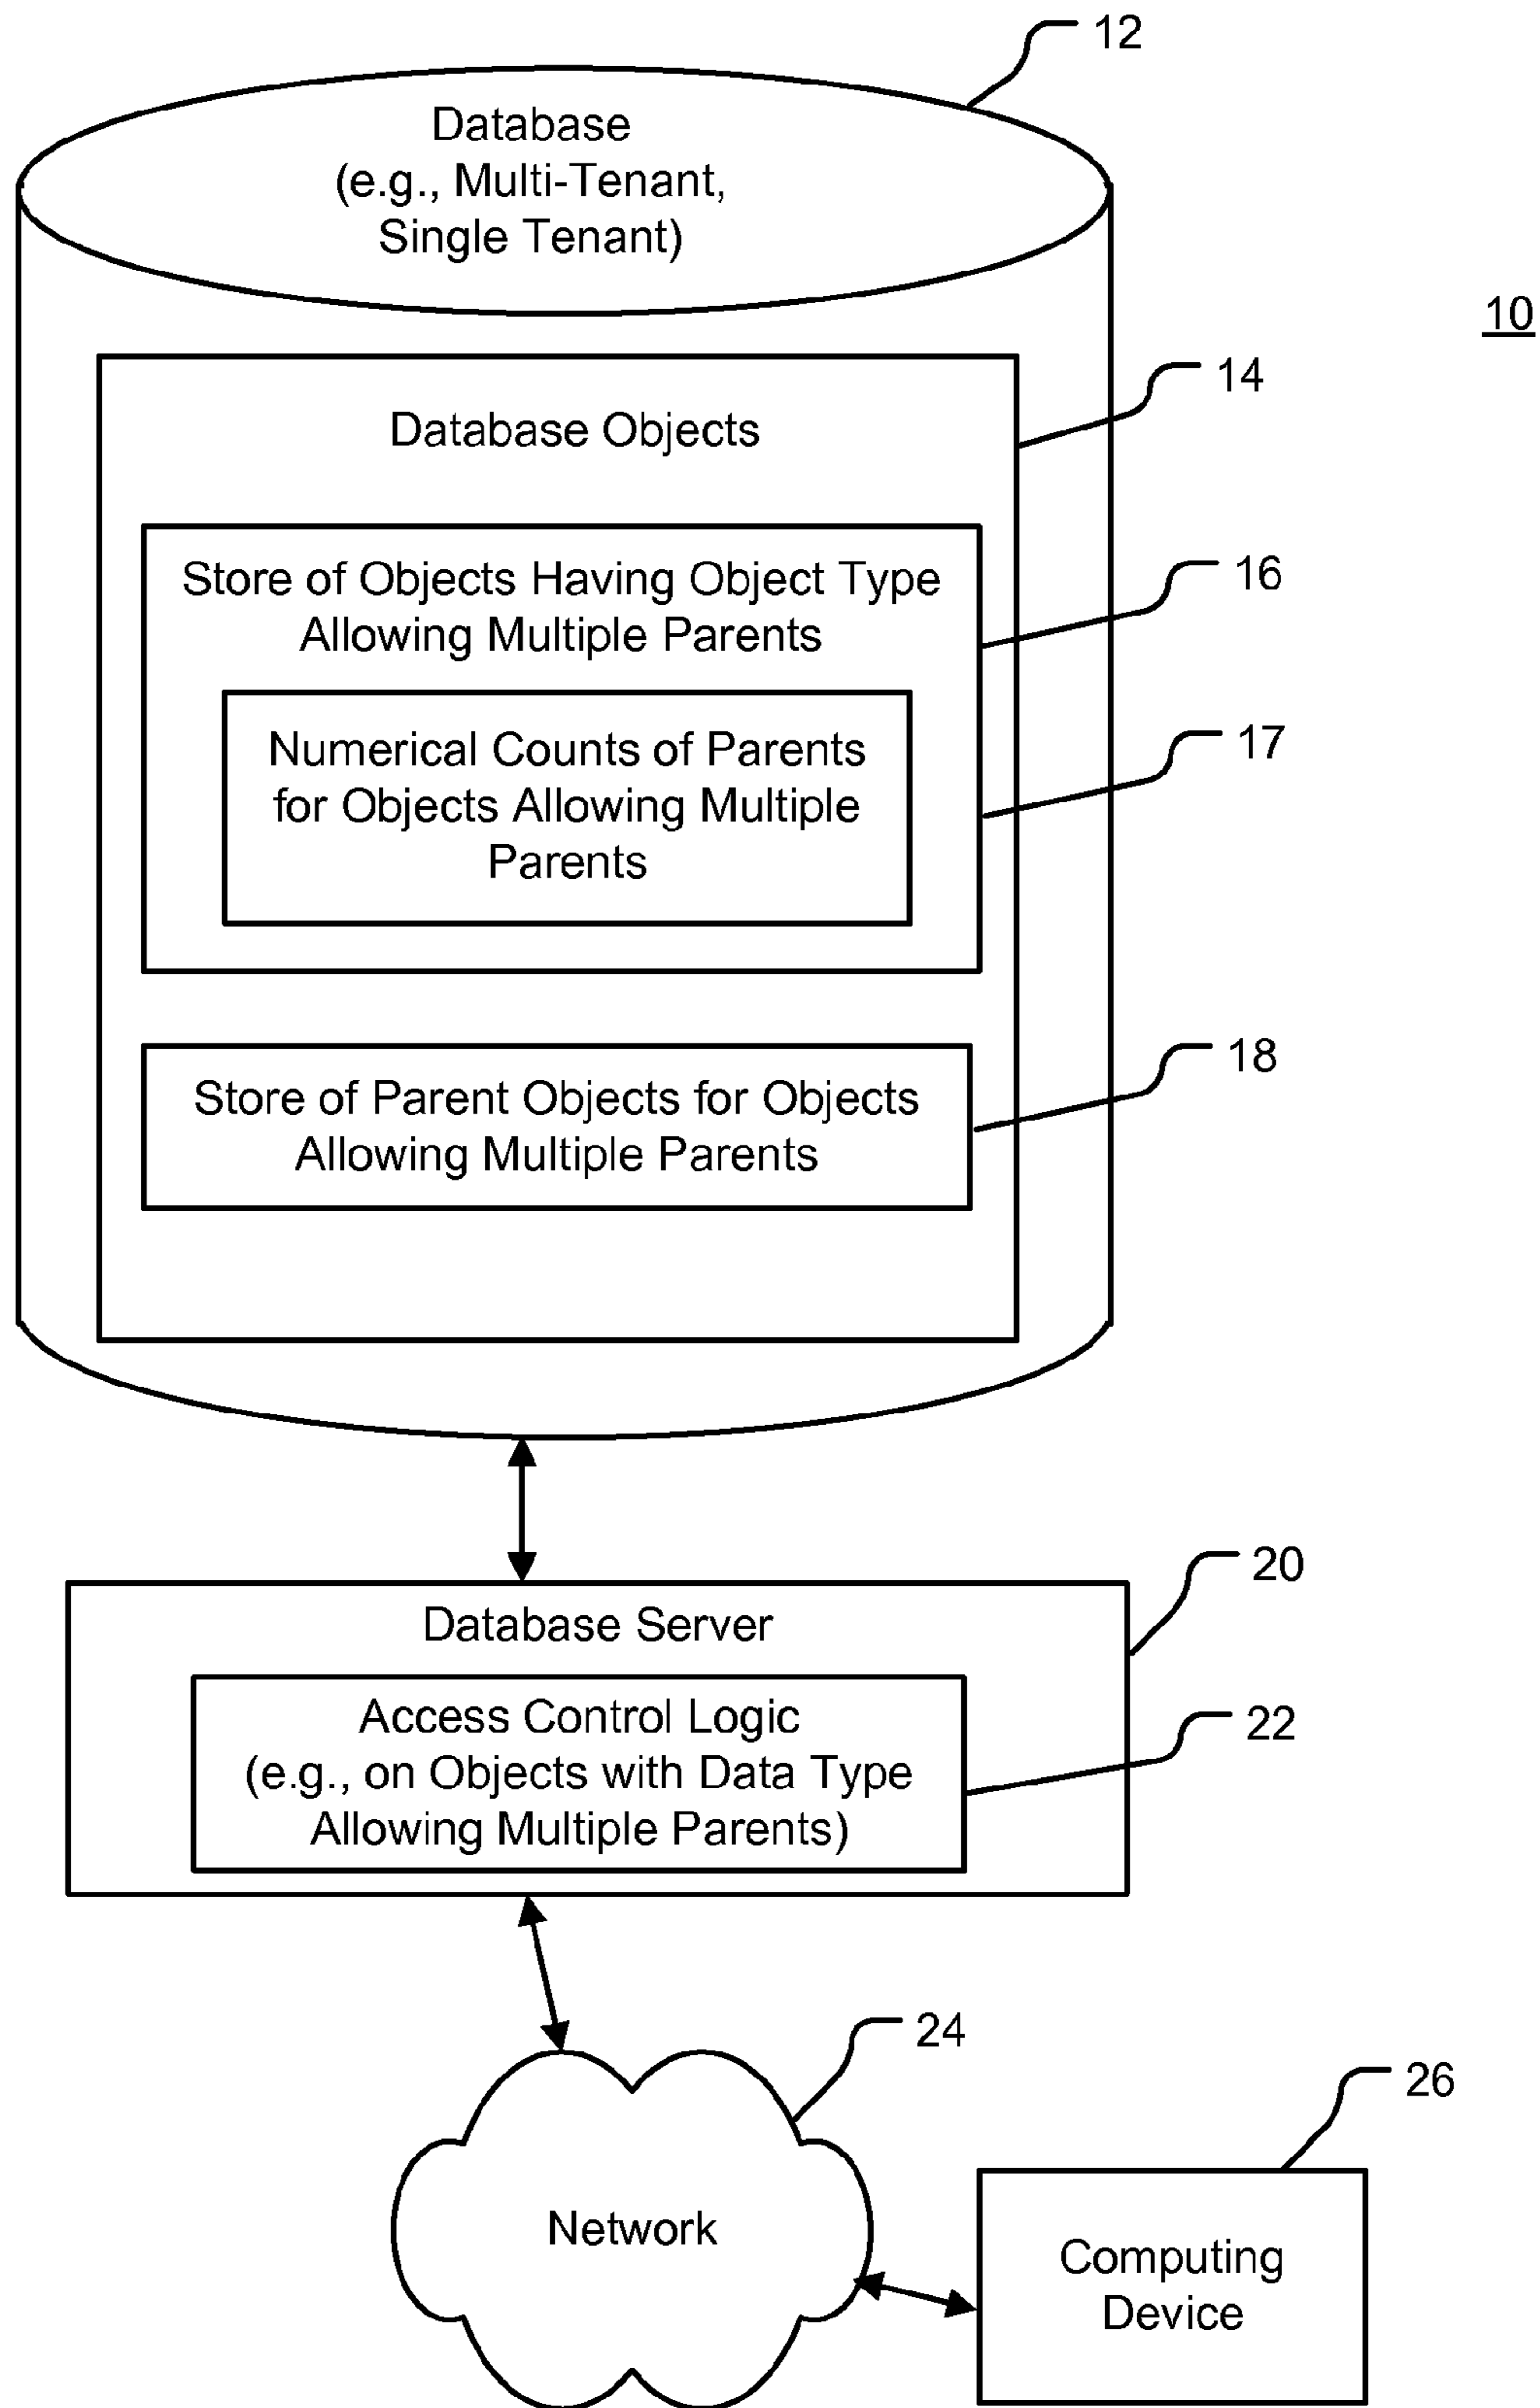 12
Database
(e.g., Multi-Tenant,
Single Tenant)
10
14
Database Objects
Store of Objects Having Object Type
Allowing Multiple Parents
16
Numerical Counts of Parents
for Objects Allowing Multiple
Parents
17
Store of Parent Objects for Objects
Allowing Multiple Parents
18
20
Database Server
Access Control Logic
(e.g., on Objects with Data Type
Allowing Multiple Parents)
22
24
Network
26
Computing
Device